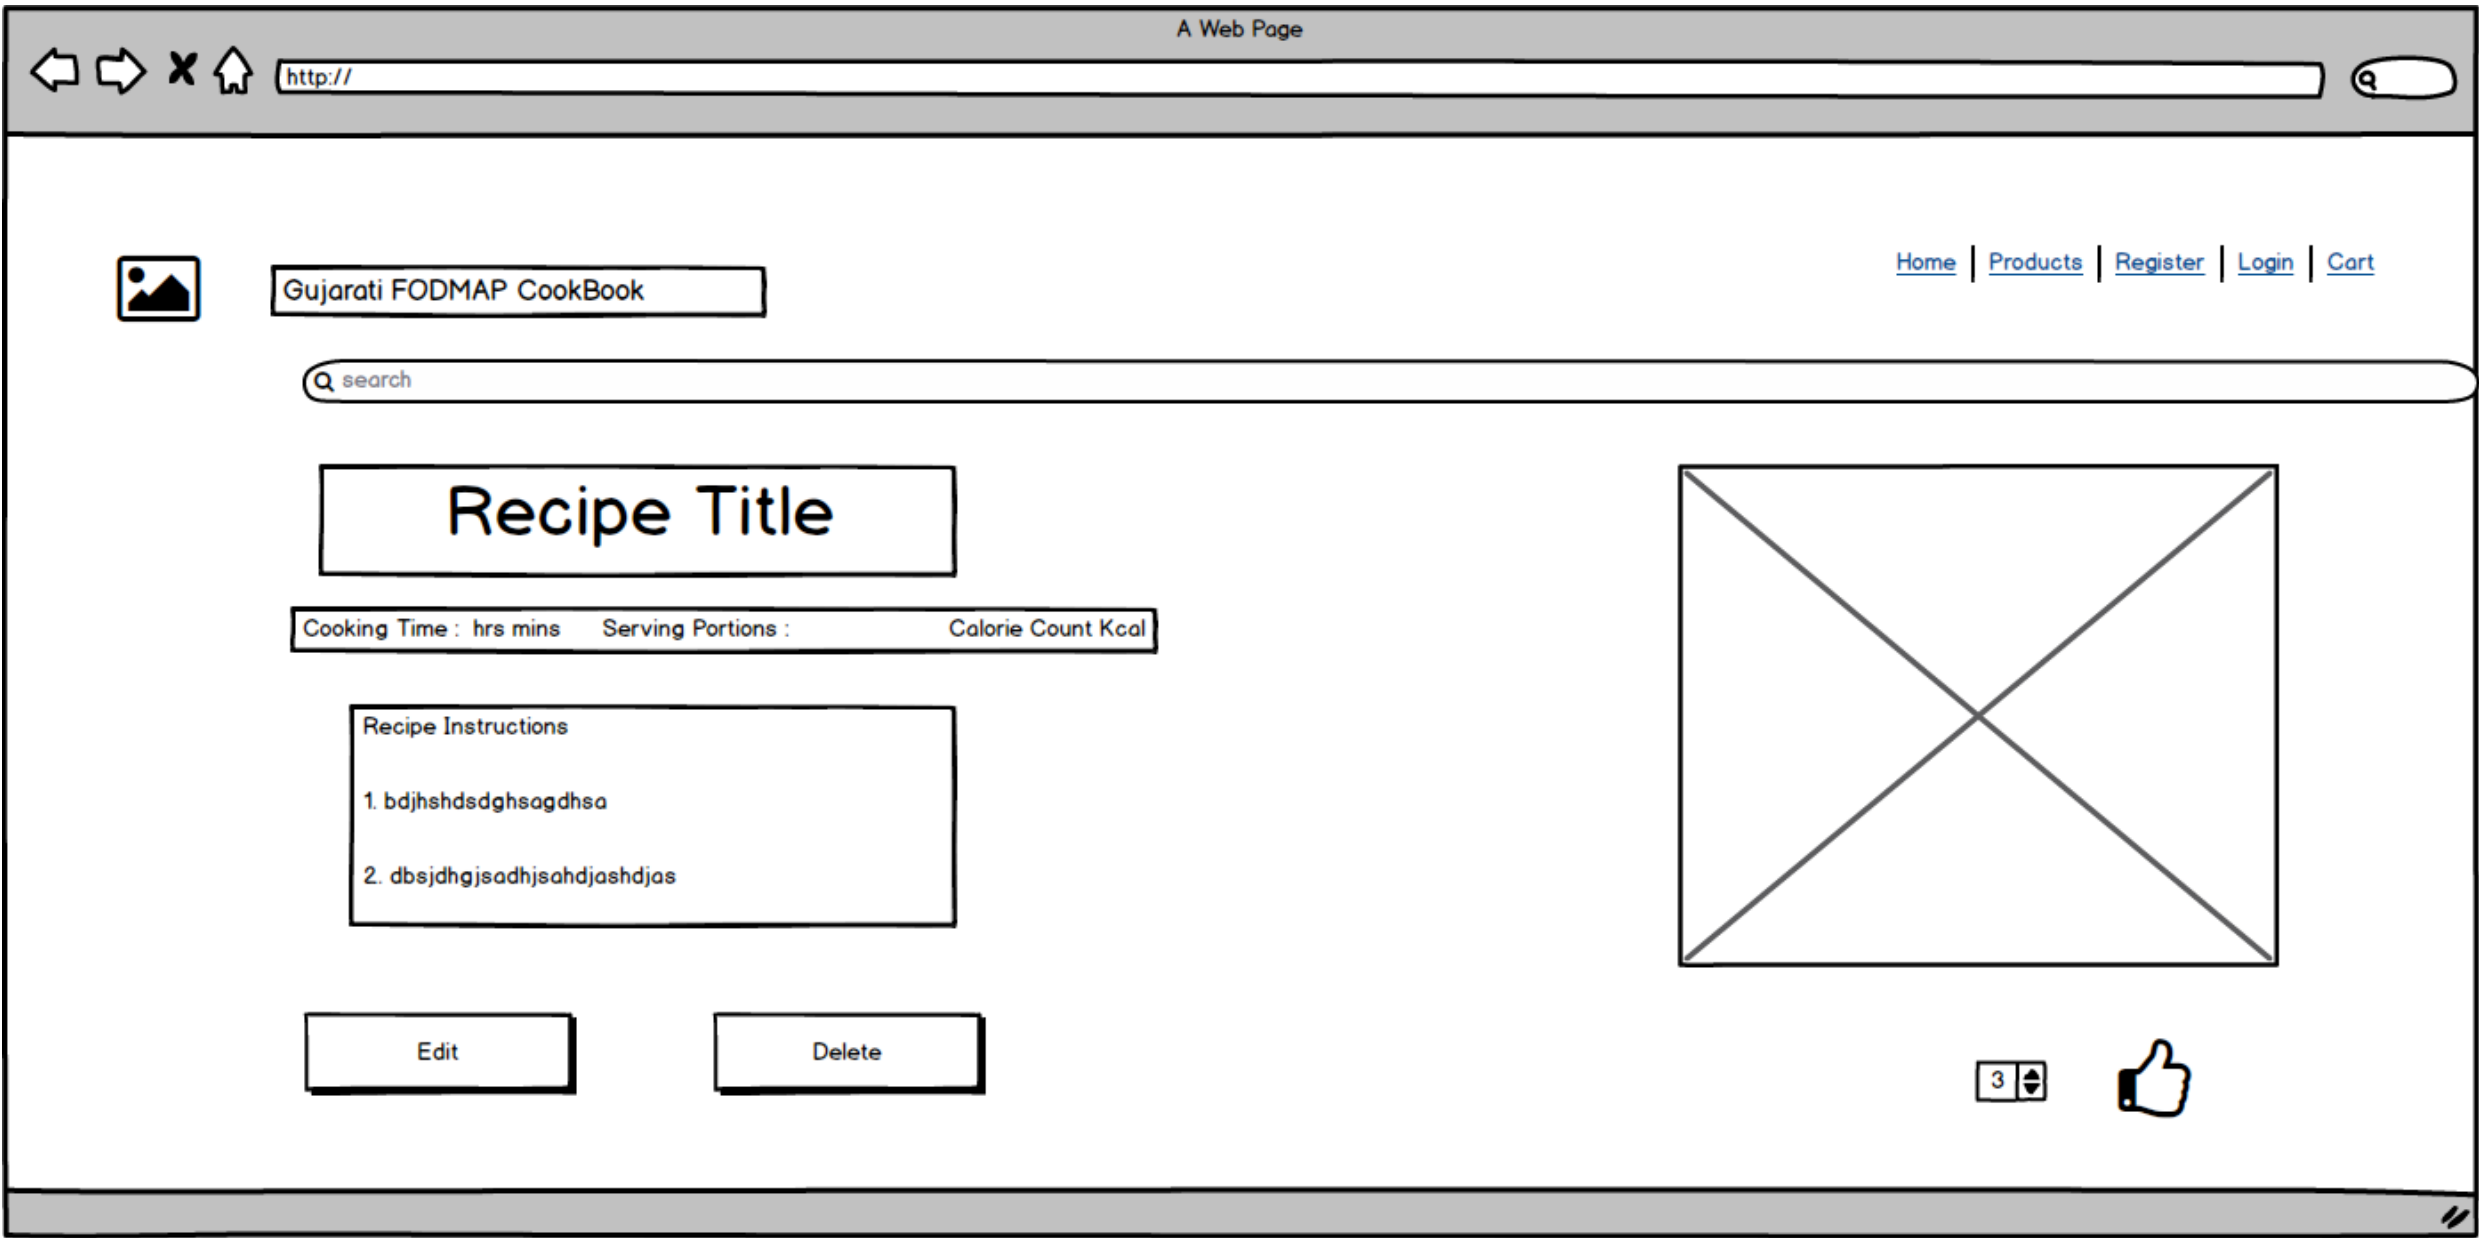 A Web Page
http://
Home Products Register Login Cart
Gujarati FODMAP CookBook
search
Recipe Title
Cooking Time : hrs mins Serving Portions : Calorie Count Kcal
Recipe Instructions
1. bdjhshdsdghsagdhsa
2. dbsjdhgjsadhjsahdjashdjas
Edit Delete
3